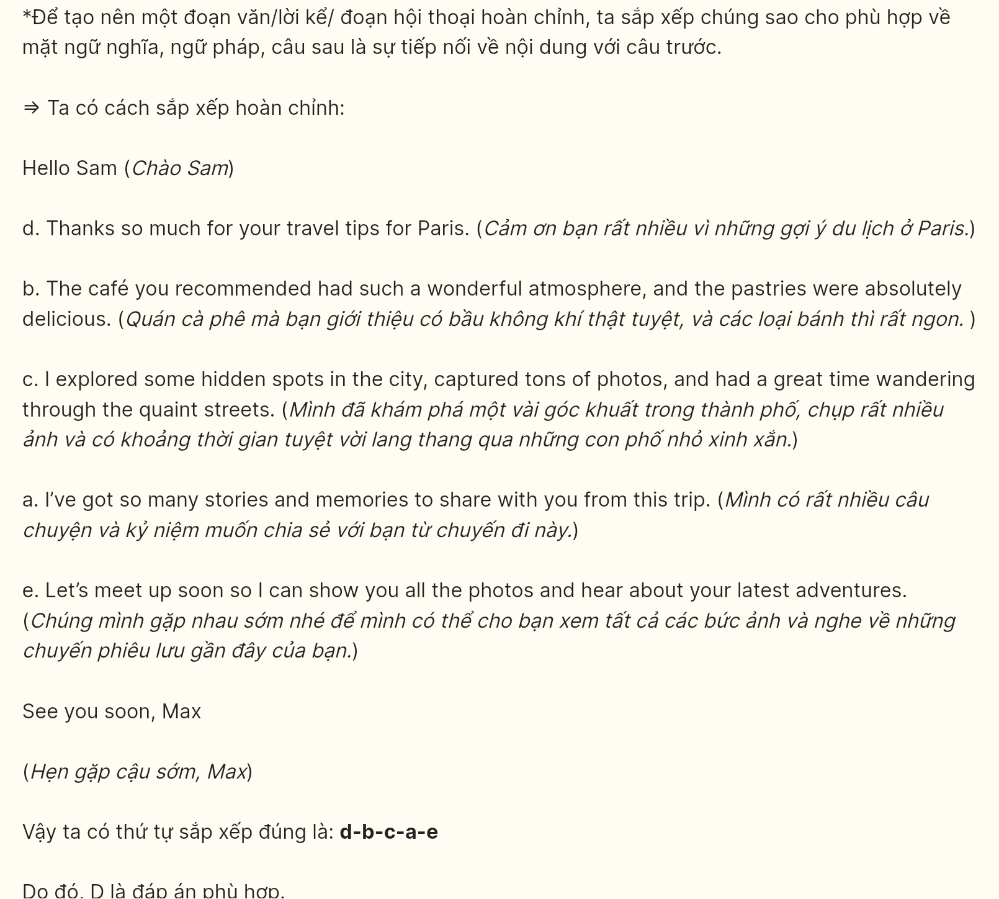 *Để tạo nên một đoạn văn/lời kể/ đoạn hội thoại hoàn chỉnh, ta sắp xếp chúng sao cho phù hợp về
mặt ngữ nghĩa, ngữ pháp, câu sau là sự tiếp nối về nội dung với câu trước.
⇒ Ta có cách sắp xếp hoàn chỉnh:
Hello Sam (Chào Sam)
d. Thanks so much for your travel tips for Paris. (Cảm ơn bạn rất nhiều vì những gợi ý du lịch ở Paris.)
b. The café you recommended had such a wonderful atmosphere, and the pastries were absolutely
delicious. (Quán cà phê mà bạn giới thiệu có bầu không khí thật tuyệt, và các loại bánh thì rất ngon. )
c. I explored some hidden spots in the city, captured tons of photos, and had a great time wandering
through the quaint streets. (Mình đã khám phá một vài góc khuất trong thành phố, chụp rất nhiều
ảnh và có khoảng thời gian tuyệt vời lang thang qua những con phố nhỏ xinh xắn.)
a. I’ve got so many stories and memories to share with you from this trip. (Mình có rất nhiều câu
chuyện và kỷ niệm muốn chia sẻ với bạn từ chuyến đi này.)
e. Let’s meet up soon so I can show you all the photos and hear about your latest adventures.
(Chúng mình gặp nhau sớm nhé để mình có thể cho bạn xem tất cả các bức ảnh và nghe về những
chuyến phiêu lưu gần đây của bạn.)
See you soon, Max
(Hẹn gặp cậu sớm, Max)
Vậy ta có thứ tự sắp xếp đúng là: d-b-c-a-e
Do đó, D là đáp án phù hợp.